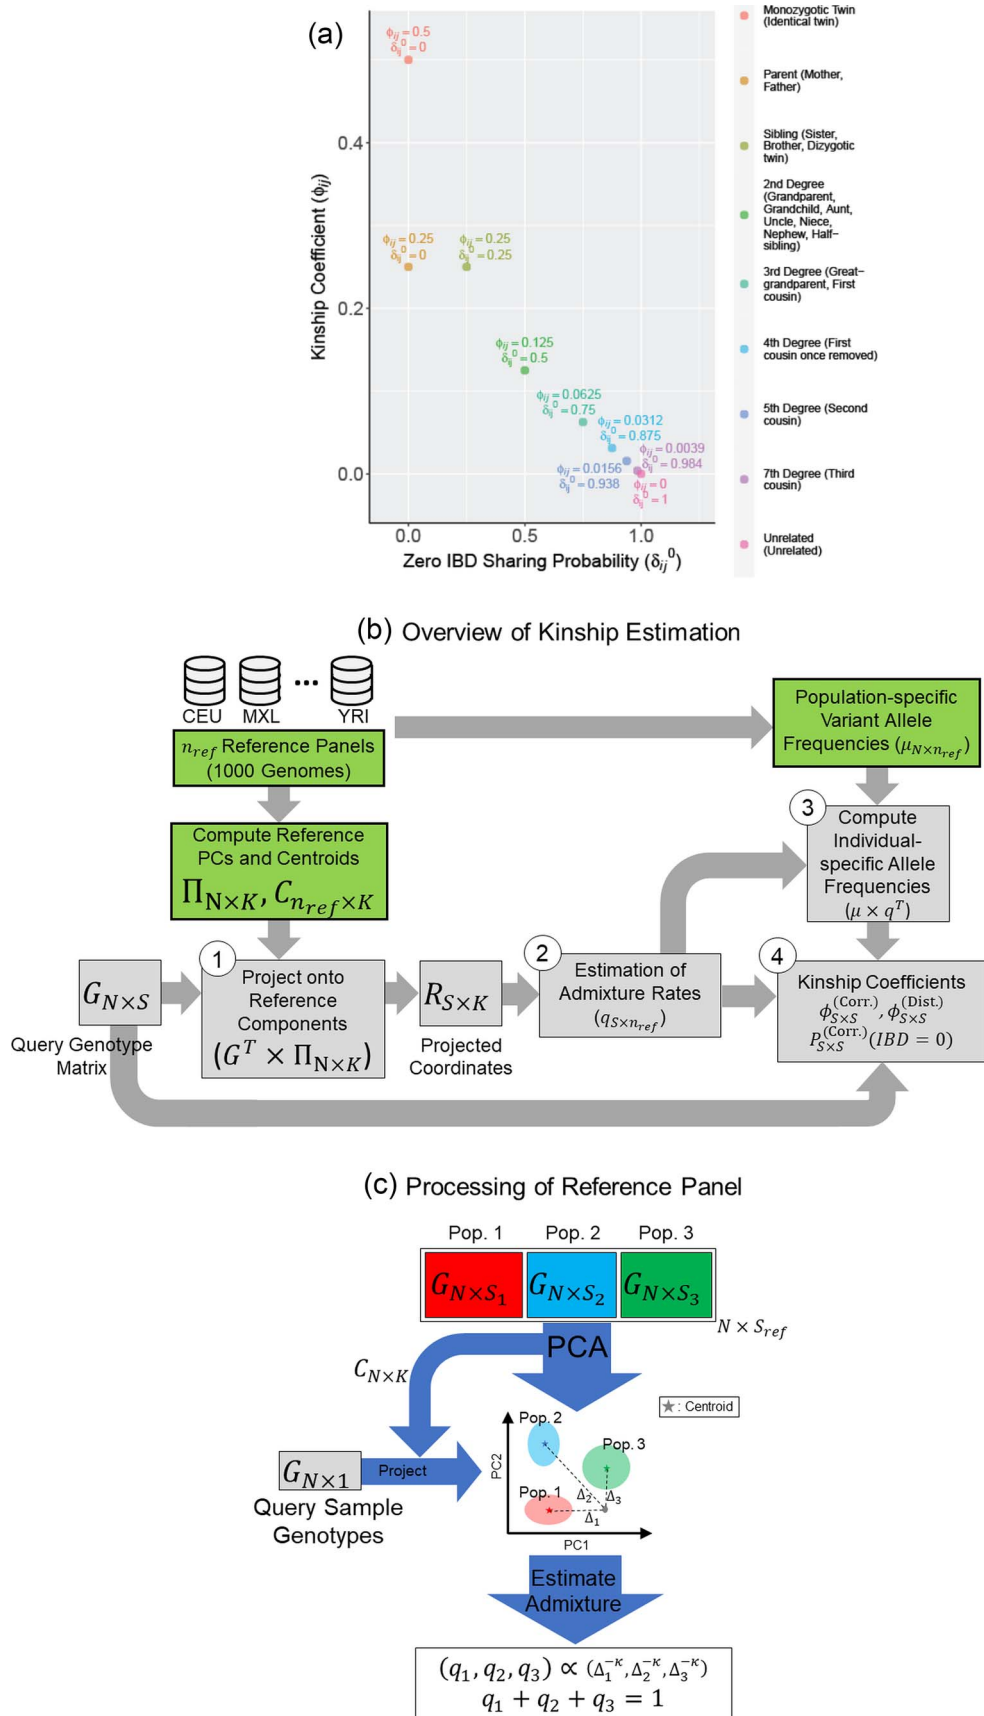 (a)
Kinship Coefficient (ϕij)
0.4
0.2
0.0
ϕij = 0.5
δij0 = 0
ϕij = 0.25
δij0 = 0
ϕij = 0.25
δij0 = 0.25
ϕij = 0.125
δij0 = 0.5
ϕij = 0.0625
δij0 = 0.75
ϕij = 0.0312
δij0 = 0.875
ϕij = 0.0156
δij0 = 0.938
ϕij = 0.0039
δij0 = 0.984
ϕij = 0
δij0 = 1
0.0 0.5 1.0
Zero IBD Sharing Probability (δij0)
Monozygotic Twin
(Identical twin)
Parent (Mother,
Father)
Sibling (Sister,
Brother, Dizygotic
twin)
2nd Degree
(Grandparent,
Grandchild, Aunt,
Uncle, Niece,
Nephew, Half-
sibling)
3rd Degree (Great-
grandparent, First
cousin)
4th Degree (First
cousin once removed)
5th Degree (Second
cousin)
7th Degree (Third
cousin)
Unrelated
(Unrelated)
(b) Overview of Kinship Estimation
CEU MXL ... YRI
nref Reference Panels
(1000 Genomes)
Population-specific
Variant Allele
Frequencies (μN×nref)
Compute Reference
PCs and Centroids
ΠN×K, Cnref×K
3
Compute
Individual-
specific Allele
Frequencies
(μ × qT)
GN×S
Query Genotype
Matrix
1
Project onto
Reference
Components
(GT × ΠN×K)
RS×K
Projected
Coordinates
2
Estimation of
Admixture Rates
(qS×nref)
4
Kinship Coefficients
ϕS×S(Corr.), ϕS×S(Dist.)
PS×S(Corr.)(IBD = 0)
(c) Processing of Reference Panel
Pop. 1 Pop. 2 Pop. 3
GN×S1 GN×S2 GN×S3
N × Sref
PCA
CN×K
★: Centroid
GN×1
Project
Query Sample
Genotypes
PC2
Pop. 2
Pop. 3
Pop. 1
Δ2
Δ3
Δ1
PC1
Estimate
Admixture
(q1, q2, q3) ∝ (Δ1−κ, Δ2−κ, Δ3−κ)
q1 + q2 + q3 = 1